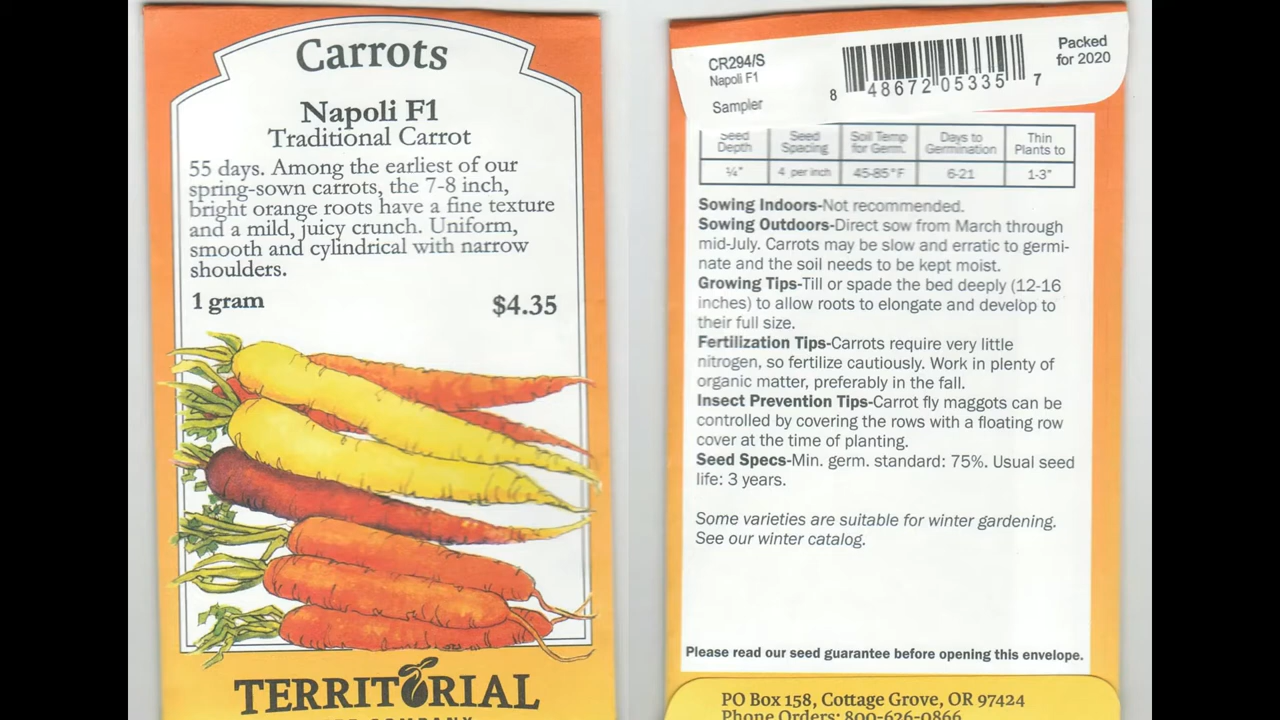 Carrots
Napoli F1
Traditional Carrot
55 days. Among the earliest of our
spring-sown carrots, the 7-8 inch,
bright orange roots have a fine texture
and a mild, juicy crunch. Uniform,
smooth and cylindrical with narrow
shoulders.
1 gram $4.35
TERRITORIAL
CR294/S
Napoli F1
Sampler
8 48672 05335 7
Packed
for 2020
Seed Depth Seed Spacing Soil Temp for Germ. Days to Germination Thin Plants to
¼" 4 per inch 45-85°F 6-21 1-3"
Sowing Indoors-Not recommended.
Sowing Outdoors-Direct sow from March through
mid-July. Carrots may be slow and erratic to germi-
nate and the soil needs to be kept moist.
Growing Tips-Till or spade the bed deeply (12-16
inches) to allow roots to elongate and develop to
their full size.
Fertilization Tips-Carrots require very little
nitrogen, so fertilize cautiously. Work in plenty of
organic matter, preferably in the fall.
Insect Prevention Tips-Carrot fly maggots can be
controlled by covering the rows with a floating row
cover at the time of planting.
Seed Specs-Min. germ. standard: 75%. Usual seed
life: 3 years.
Some varieties are suitable for winter gardening.
See our winter catalog.
Please read our seed guarantee before opening this envelope.
PO Box 158, Cottage Grove, OR 97424
Phone Orders: 800-626-0866